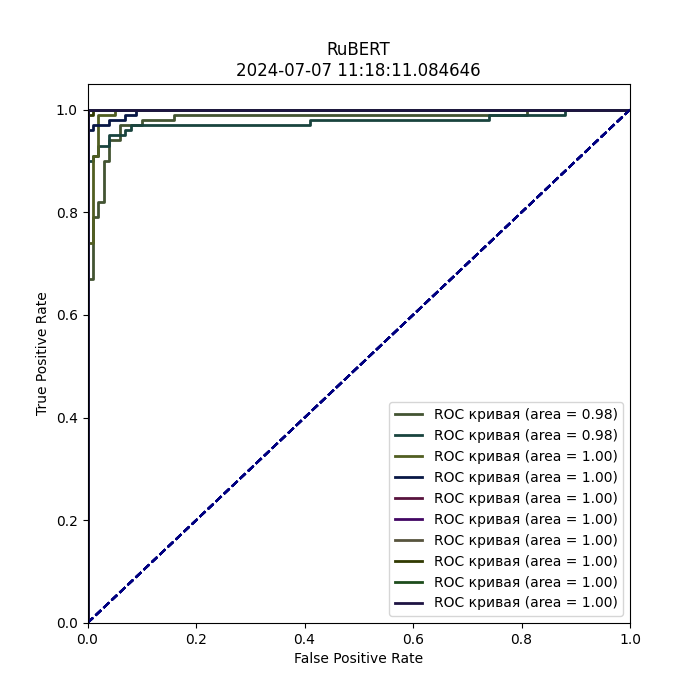 RuBERT
2024-07-07 11:18:11.084646
True Positive Rate
1.0
0.8
0.6
0.4
0.2
0.0
0.0 0.2 0.4 0.6 0.8 1.0
False Positive Rate
ROC кривая (area = 0.98)
ROC кривая (area = 0.98)
ROC кривая (area = 1.00)
ROC кривая (area = 1.00)
ROC кривая (area = 1.00)
ROC кривая (area = 1.00)
ROC кривая (area = 1.00)
ROC кривая (area = 1.00)
ROC кривая (area = 1.00)
ROC кривая (area = 1.00)